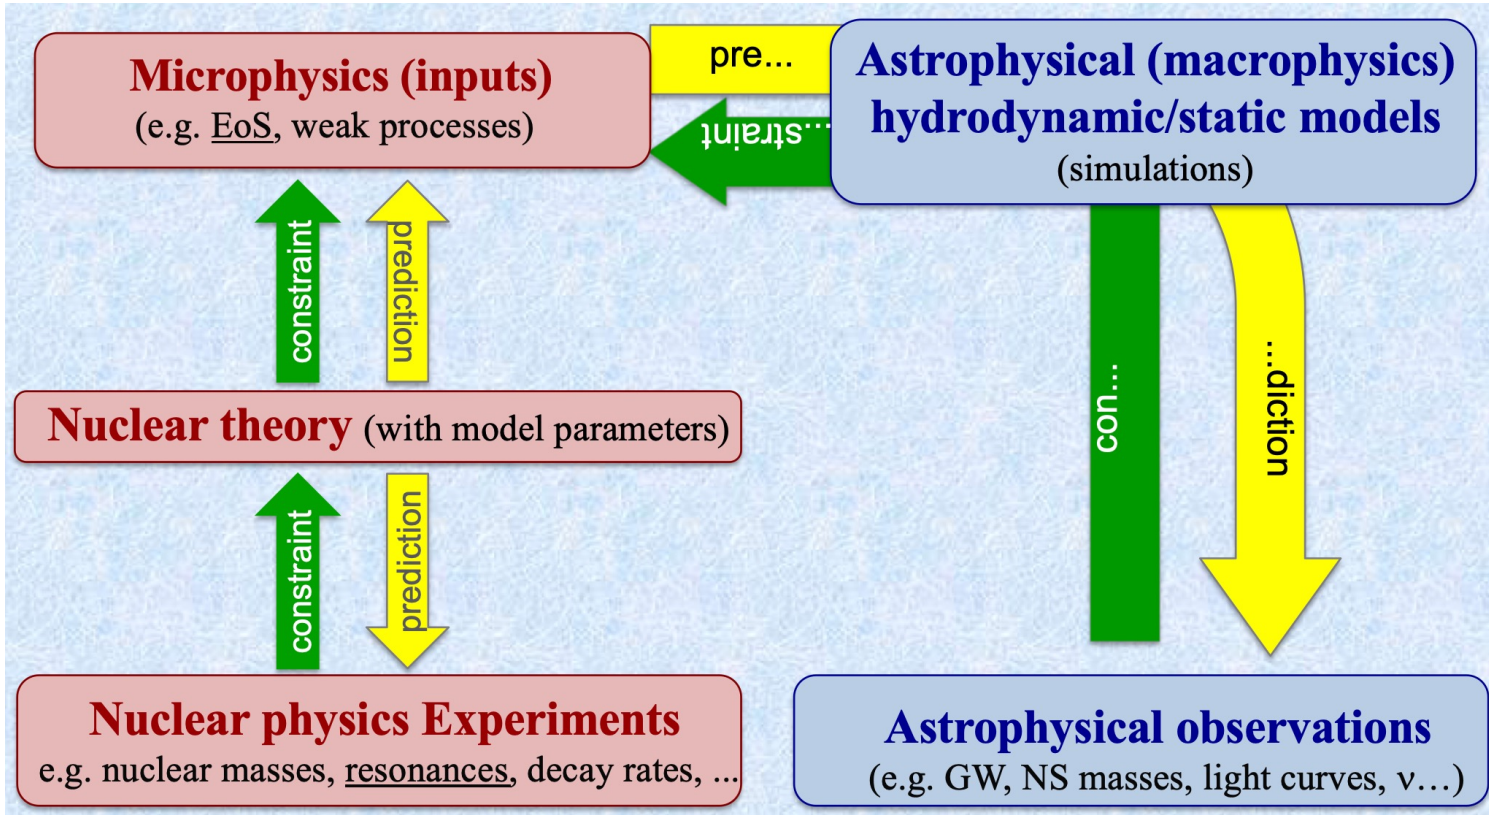 Microphysics (inputs)
(e.g. EoS, weak processes)
pre...
...straint
Astrophysical (macrophysics)
hydrodynamic/static models
(simulations)
constraint
prediction
con...
...diction
Nuclear theory (with model parameters)
constraint
prediction
Nuclear physics Experiments
e.g. nuclear masses, resonances, decay rates, ...
Astrophysical observations
(e.g. GW, NS masses, light curves, ν…)